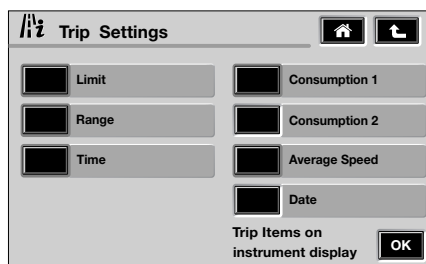 Trip Settings
Limit
Range
Time
Consumption 1
Consumption 2
Average Speed
Date
Trip Items on
instrument display
OK